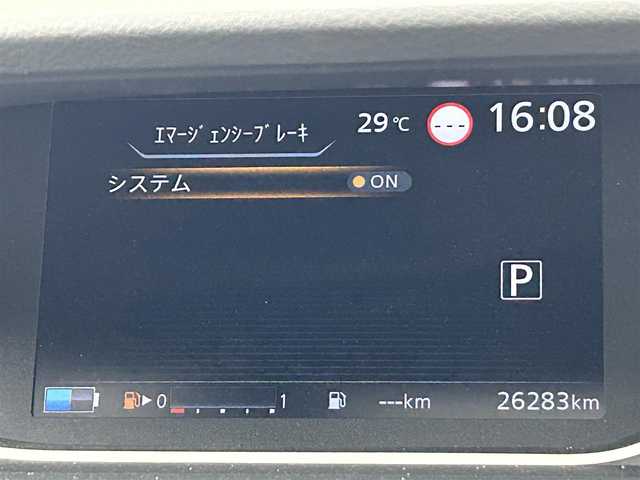 エマージェンシーブレーキ 29℃ --- 16:08
システム ON
P
0 1 ---km 26283km